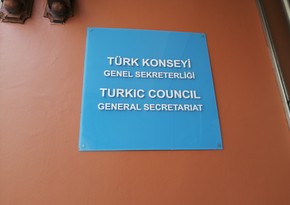 TÜRK KONSEYİ
GENEL SEKRETERLİĞİ
TURKIC COUNCIL
GENERAL SECRETARIAT